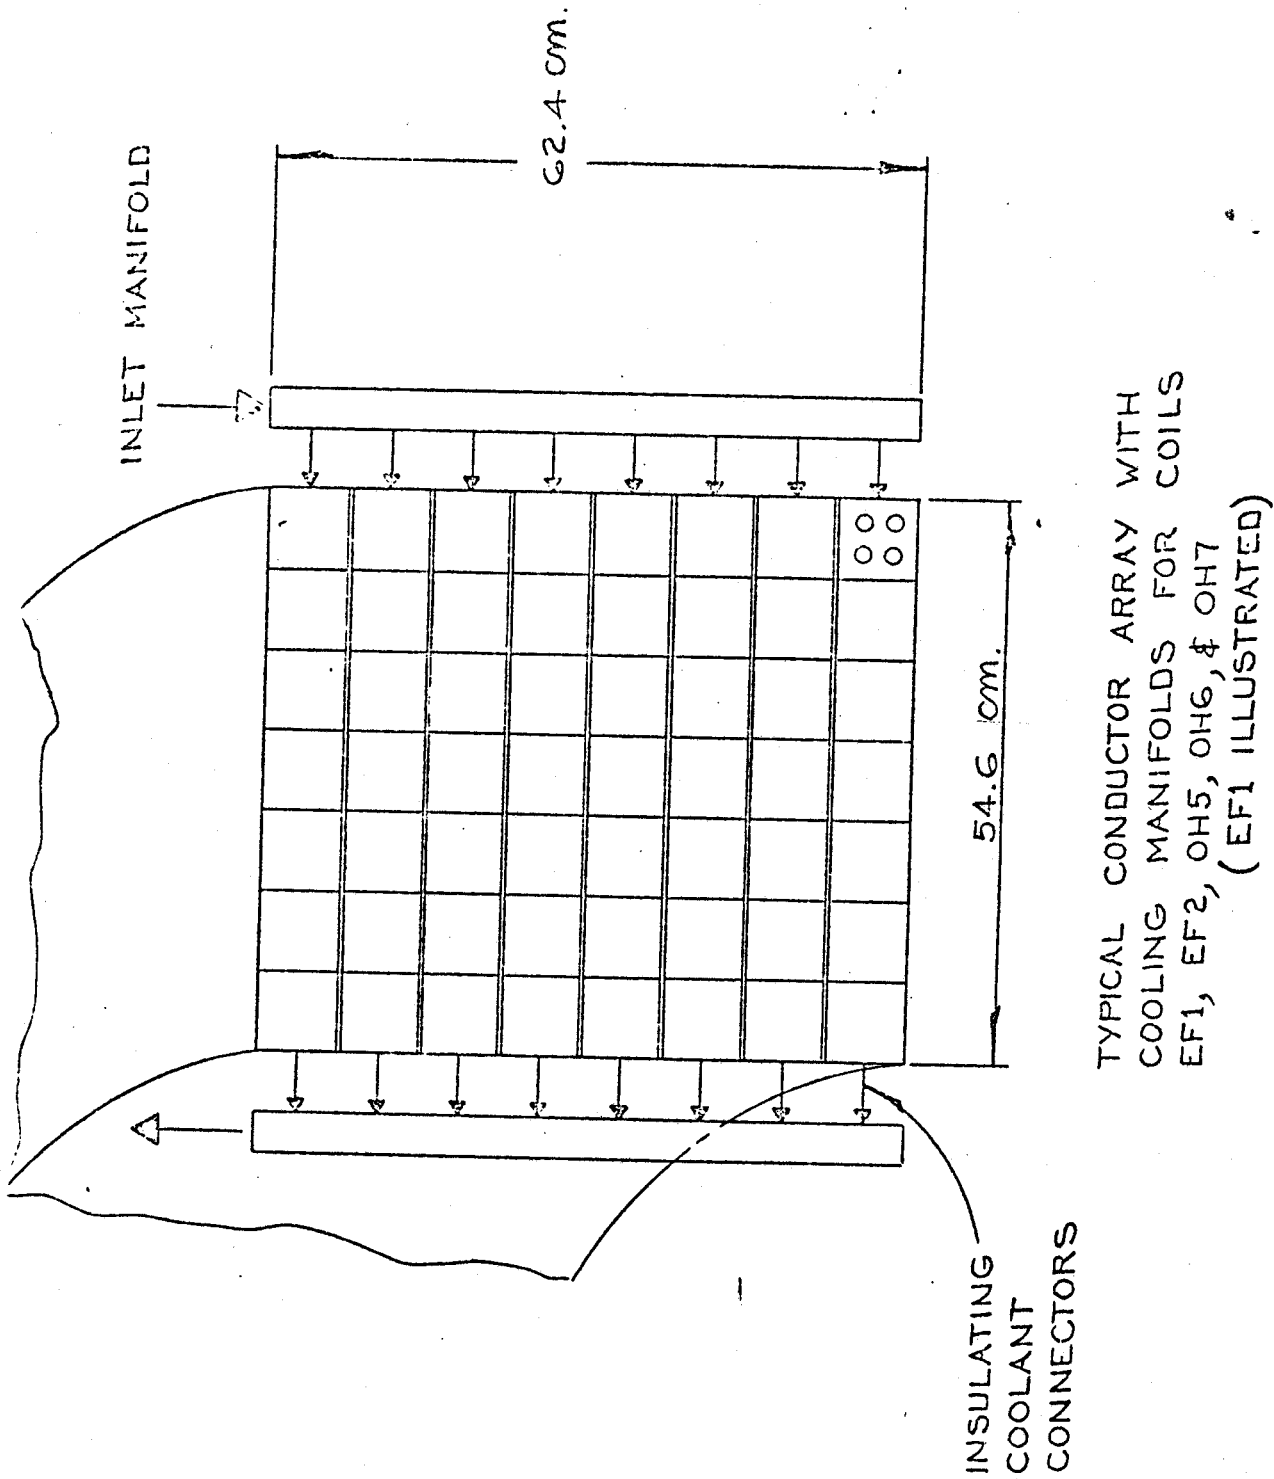 INLET MANIFOLD
62.4 cm.
54.6 cm.
INSULATING
COOLANT
CONNECTORS
TYPICAL CONDUCTOR ARRAY WITH
COOLING MANIFOLDS FOR COILS
EF1, EF2, OH5, OH6, & OH7
(EF1 ILLUSTRATED)